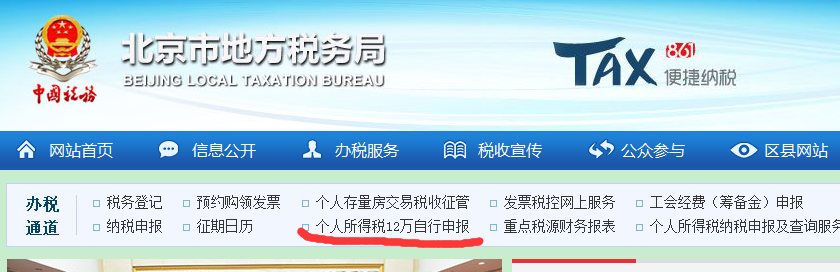 北京市地方税务局
BEIJING LOCAL TAXATION BUREAU
中国税务
TAX 861
便捷纳税
网站首页 信息公开 办税服务 税收宣传 公众参与 区县网站
办税通道
税务登记 预约购领发票 个人存量房交易税收征管 发票税控网上服务 工会经费（筹备金）申报
纳税申报 征期日历 个人所得税12万自行申报 重点税源财务报表 个人所得税纳税申报及查询服务